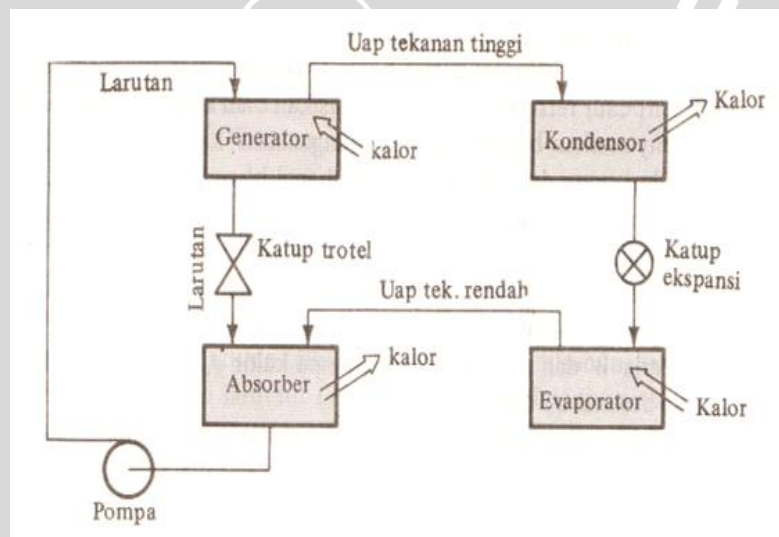 Uap tekanan tinggi
Larutan
Kalor
Generator
kalor
Kondensor
Larutan
Katup trotel
Katup
ekspansi
Uap tek. rendah
Absorber
kalor
Evaporator
Kalor
Pompa